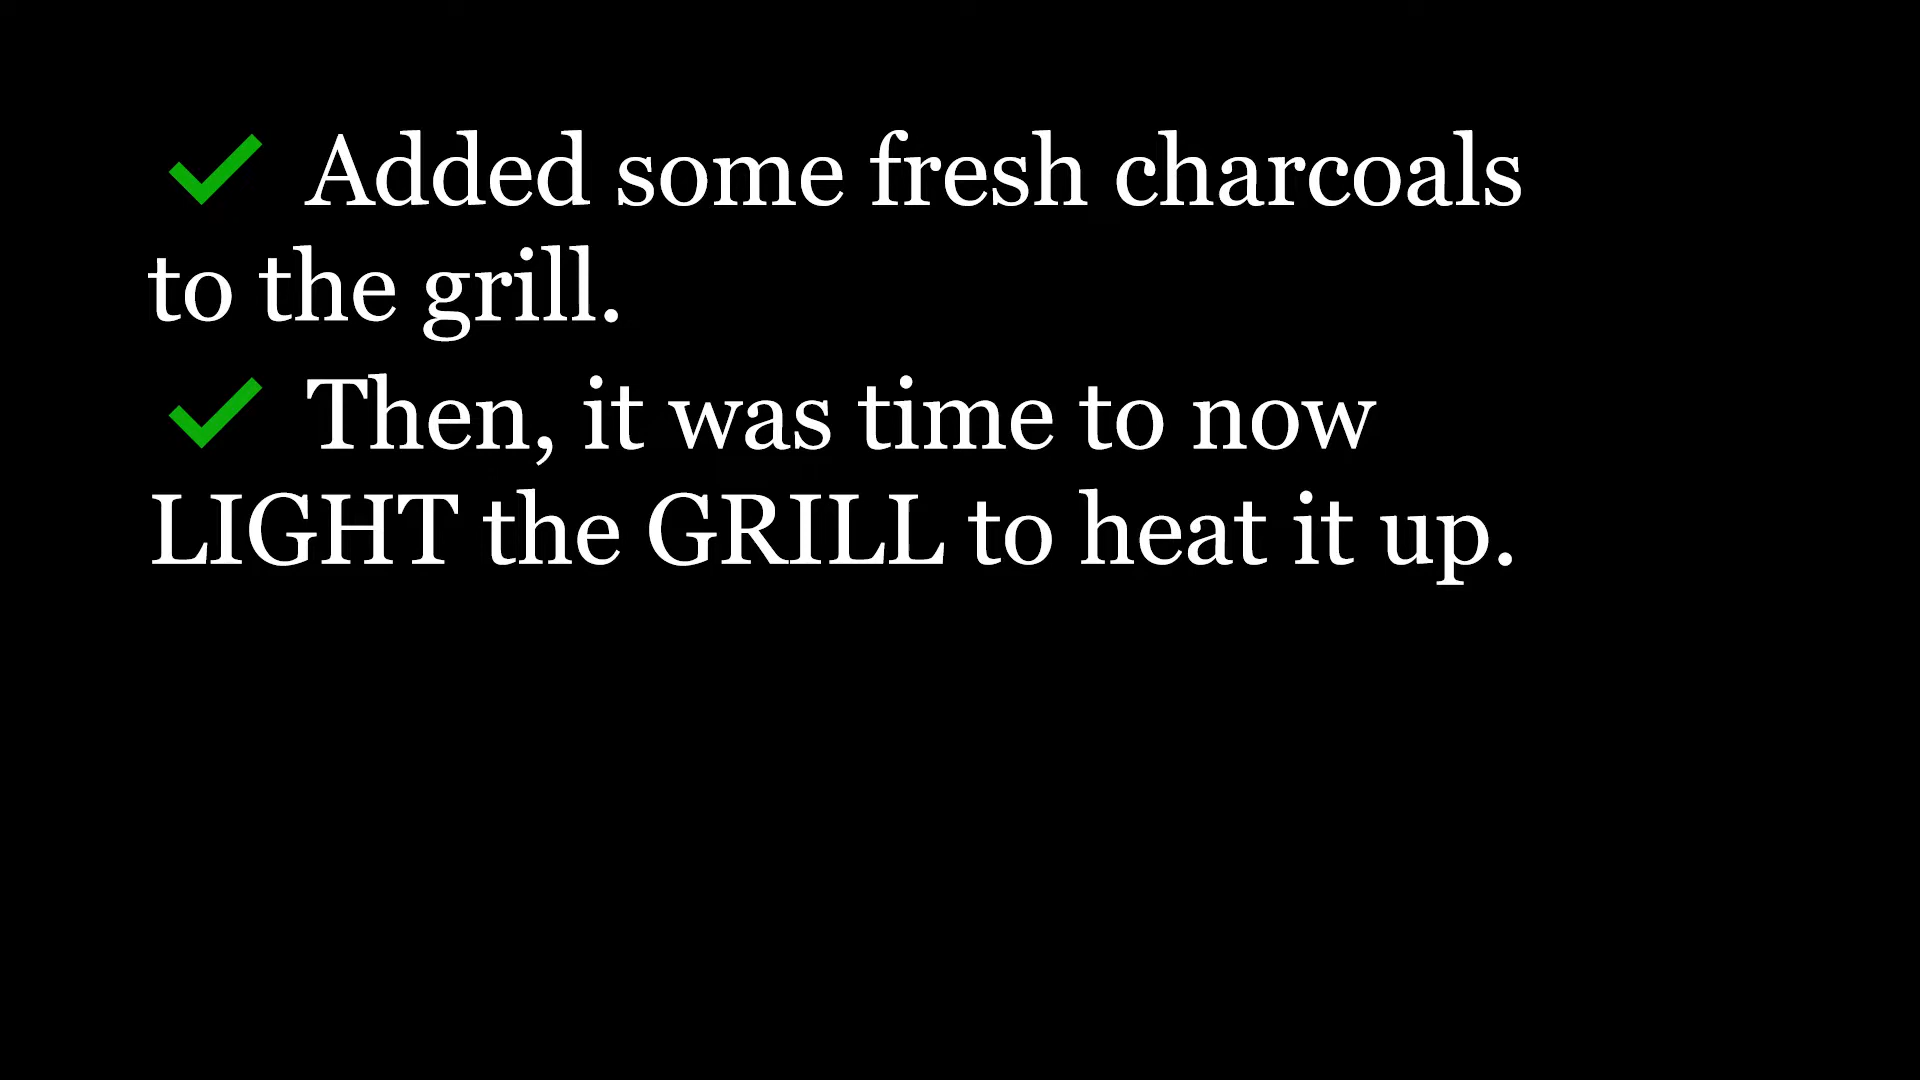 ✓ Added some fresh charcoals
to the grill.
✓ Then, it was time to now
LIGHT the GRILL to heat it up.